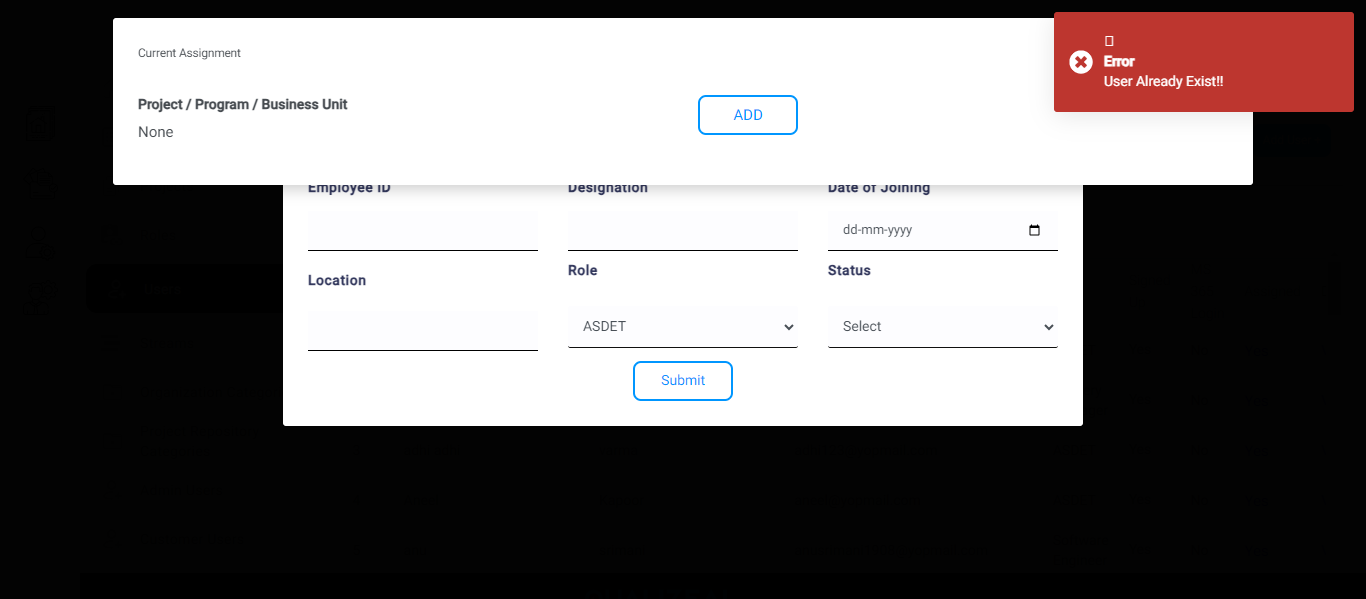 Current Assignment
Error
User Already Exist!!
Project / Program / Business Unit
ADD
None
Employee ID
Designation
Date of Joining
dd-mm-yyyy
Location
Role
Status
ASDET
Select
Submit